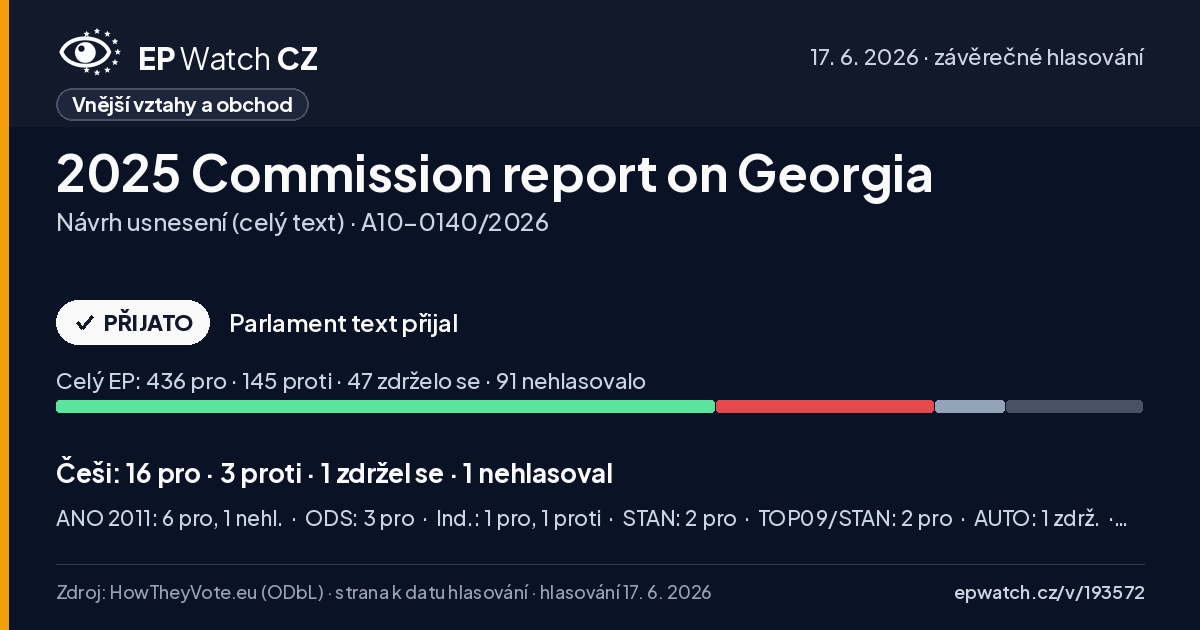 EP Watch CZ
17. 6. 2026 · závěrečné hlasování
Vnější vztahy a obchod
2025 Commission report on Georgia
Návrh usnesení (celý text) · A10–0140/2026
✓ PŘIJATO
Parlament text přijal
Celý EP: 436 pro · 145 proti · 47 zdrželo se · 91 nehlasovalo
Češi: 16 pro · 3 proti · 1 zdržel se · 1 nehlasoval
ANO 2011: 6 pro, 1 nehl. · ODS: 3 pro · Ind.: 1 pro, 1 proti · STAN: 2 pro · TOP09/STAN: 2 pro · AUTO: 1 zdrž. ·…
Zdroj: HowTheyVote.eu (ODbL) · strana k datu hlasování · hlasování 17. 6. 2026
epwatch.cz/v/193572